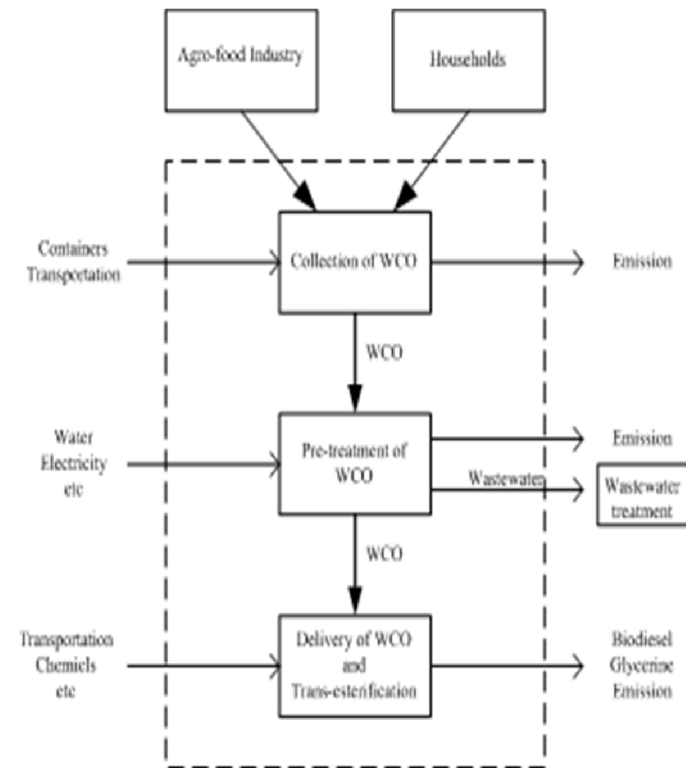 Agro-food Industry
Households
Containers
Transportation
Collection of WCO
Emission
WCO
Water
Electricity
etc
Pre-treatment of
WCO
Emission
Wastewater
Wastewater
treatment
WCO
Transportation
Chemicls
etc
Delivery of WCO
and
Trans-esterification
Biodiesel
Glycerine
Emission